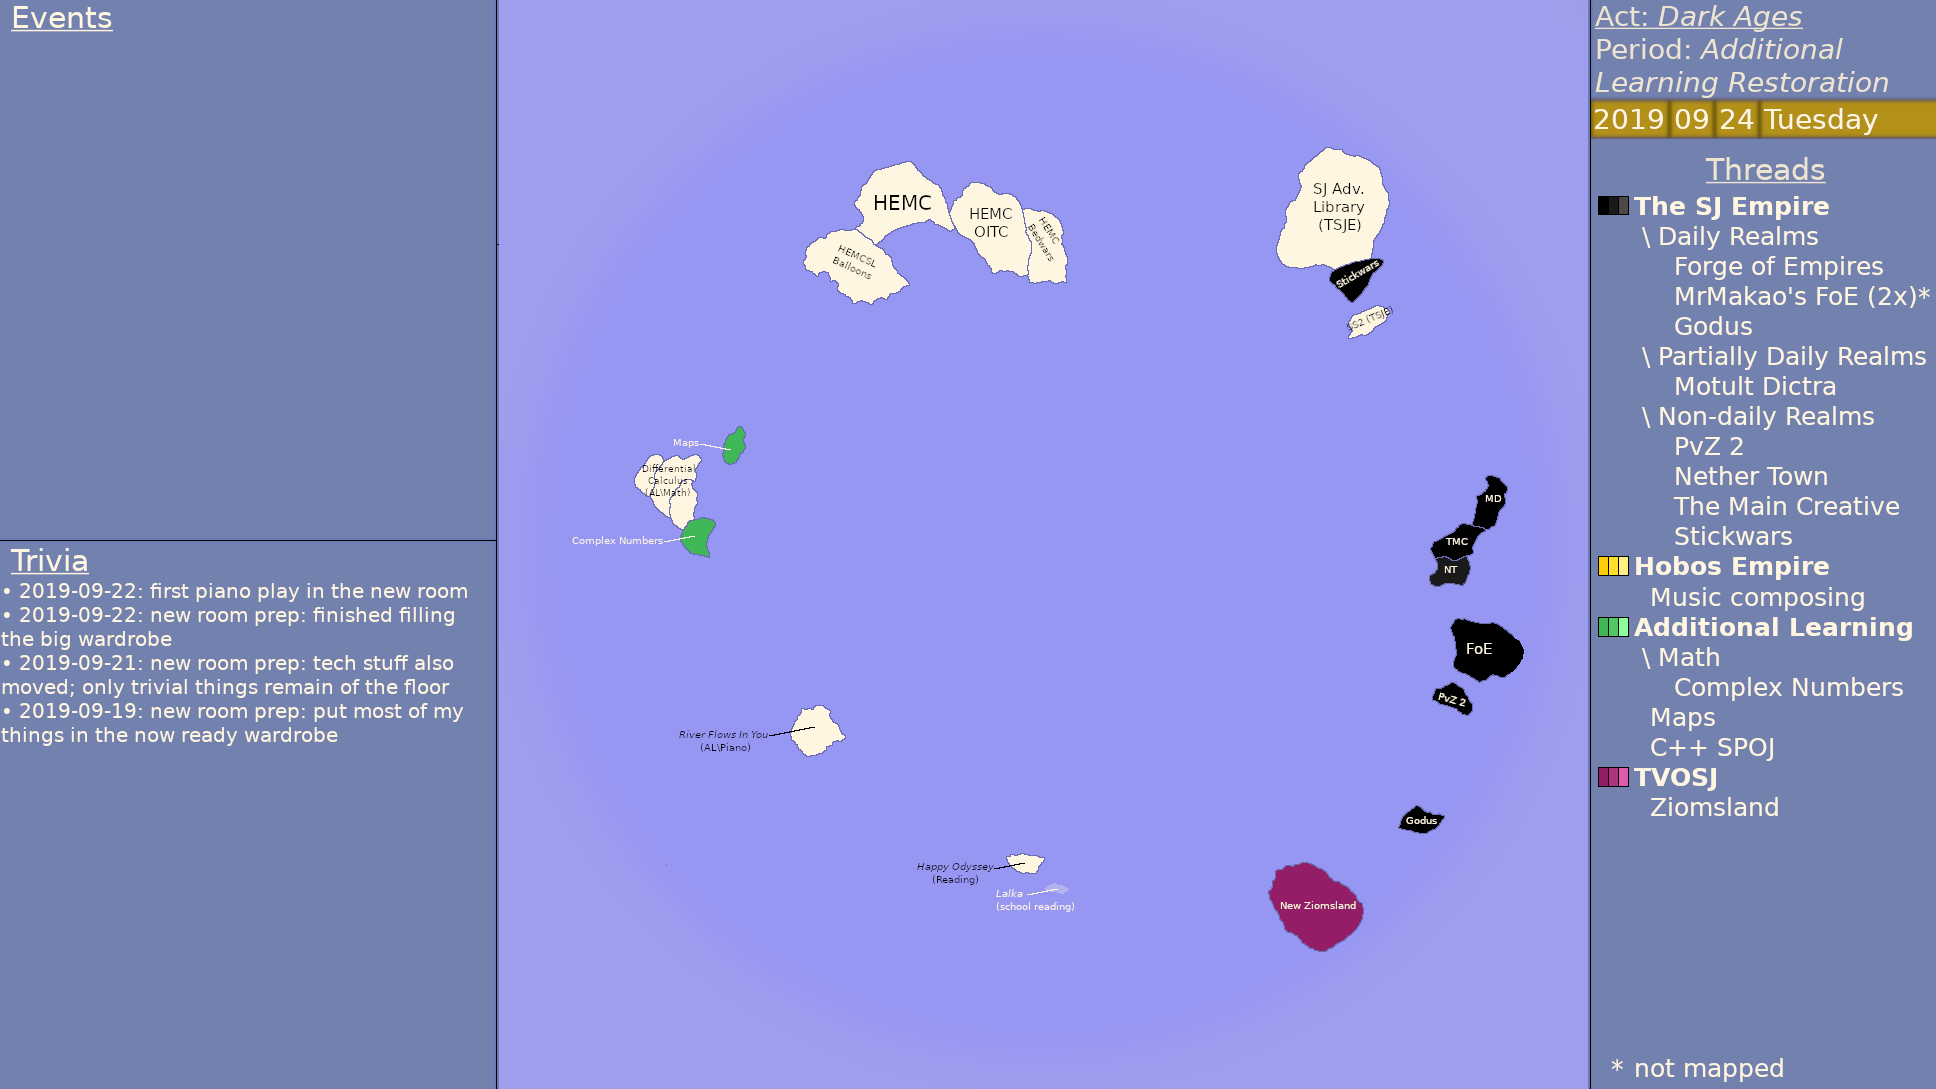 Events
Trivia
• 2019-09-22: first piano play in the new room
• 2019-09-22: new room prep: finished filling
the big wardrobe
• 2019-09-21: new room prep: tech stuff also
moved; only trivial things remain of the floor
• 2019-09-19: new room prep: put most of my
things in the now ready wardrobe
HEMC
HEMC
OITC
HEMC
Bedwars
HEMCSL
Balloons
SJ Adv.
Library
(TSJE)
Stickwars
SS2 (TSJE)
Maps
Differential
Calculus
(AL\Math)
Complex Numbers
MD
TMC
NT
FoE
PvZ 2
River Flows In You
(AL\Piano)
Godus
Happy Odyssey
(Reading)
Lalka
(school reading)
New Ziomsland
Act: Dark Ages
Period: Additional
Learning Restoration
2019 09 24 Tuesday
Threads
The SJ Empire
\ Daily Realms
Forge of Empires
MrMakao's FoE (2x)*
Godus
\ Partially Daily Realms
Motult Dictra
\ Non-daily Realms
PvZ 2
Nether Town
The Main Creative
Stickwars
Hobos Empire
Music composing
Additional Learning
\ Math
Complex Numbers
Maps
C++ SPOJ
TVOSJ
Ziomsland
* not mapped